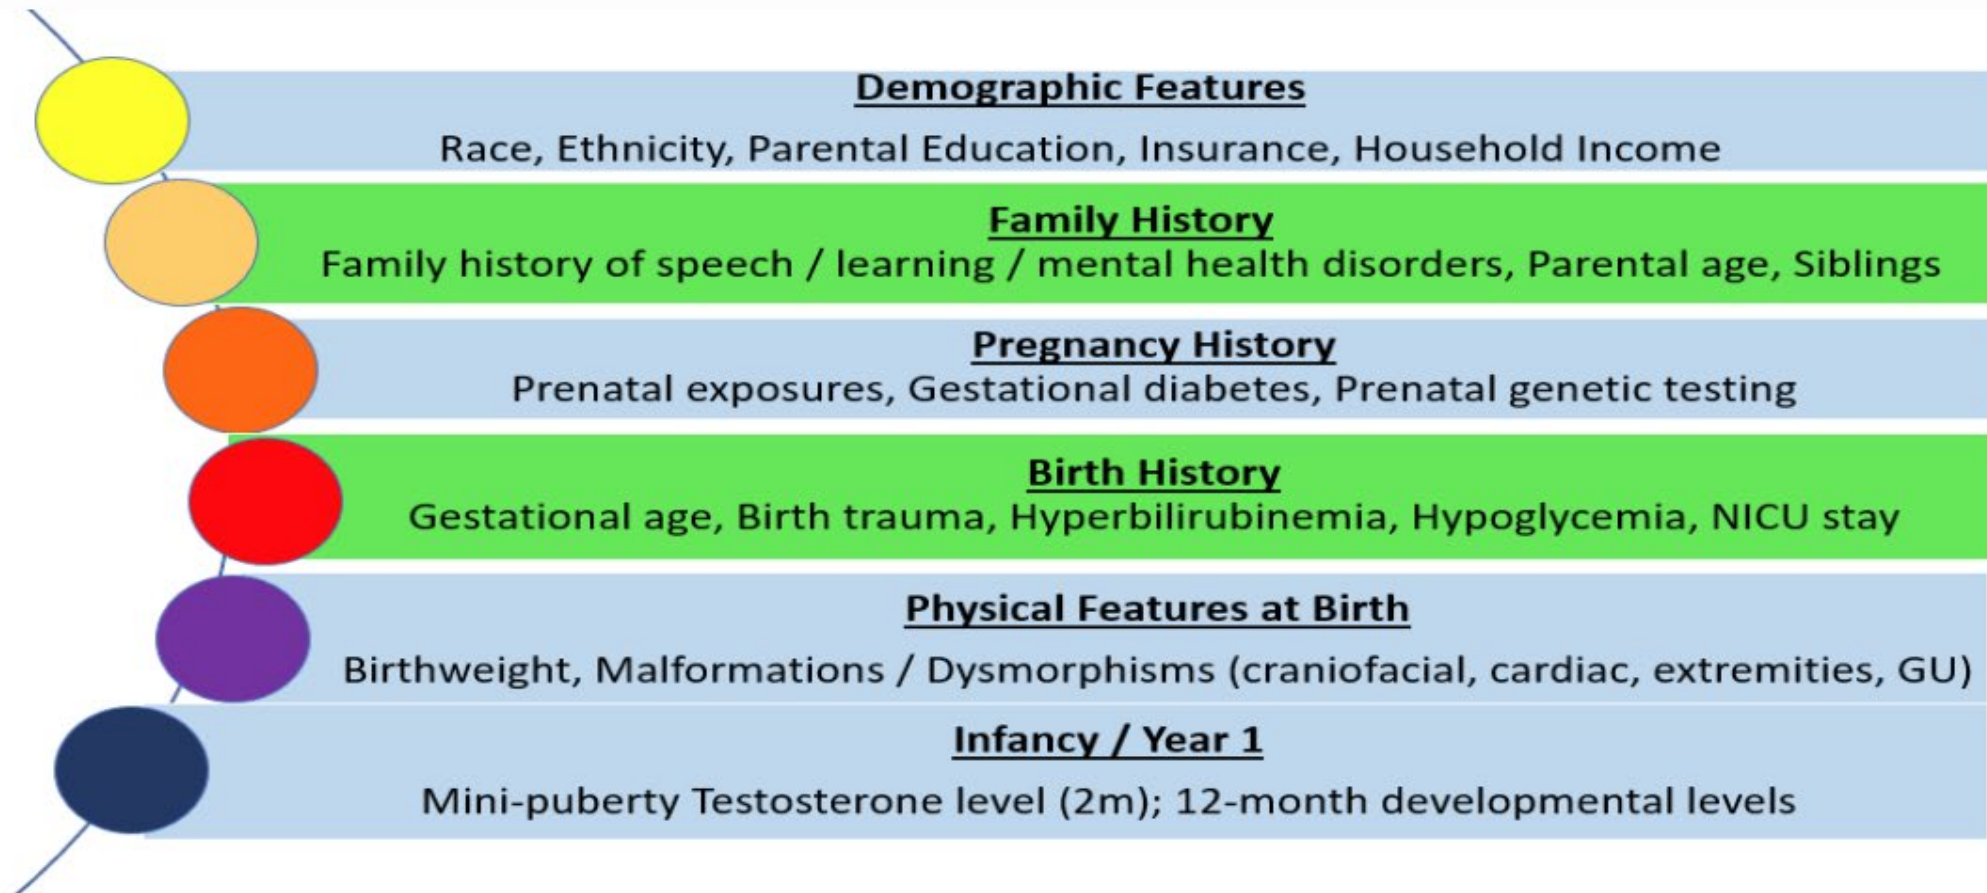 Demographic Features
Race, Ethnicity, Parental Education, Insurance, Household Income
Family History
Family history of speech / learning / mental health disorders, Parental age, Siblings
Pregnancy History
Prenatal exposures, Gestational diabetes, Prenatal genetic testing
Birth History
Gestational age, Birth trauma, Hyperbilirubinemia, Hypoglycemia, NICU stay
Physical Features at Birth
Birthweight, Malformations / Dysmorphisms (craniofacial, cardiac, extremities, GU)
Infancy / Year 1
Mini-puberty Testosterone level (2m); 12-month developmental levels